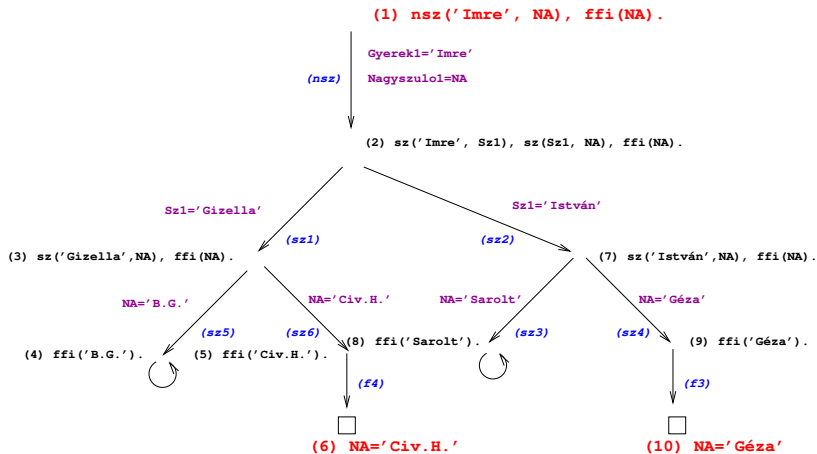 (1) nsz('Imre', NA), ffi(NA).
Gyerek1='Imre'
(nsz)
Nagyszulo1=NA
(2) sz('Imre', Sz1), sz(Sz1, NA), ffi(NA).
Sz1='Gizella'
Sz1='István'
(sz1)
(sz2)
(3) sz('Gizella',NA), ffi(NA).
(7) sz('István',NA), ffi(NA).
NA='B.G.'
NA='Civ.H.'
NA='Sarolt'
NA='Géza'
(sz5)
(sz6)
(sz3)
(sz4)
(4) ffi('B.G.').
(5) ffi('Civ.H.').
(8) ffi('Sarolt').
(9) ffi('Géza').
(f4)
(f3)
(6) NA='Civ.H.'
(10) NA='Géza'